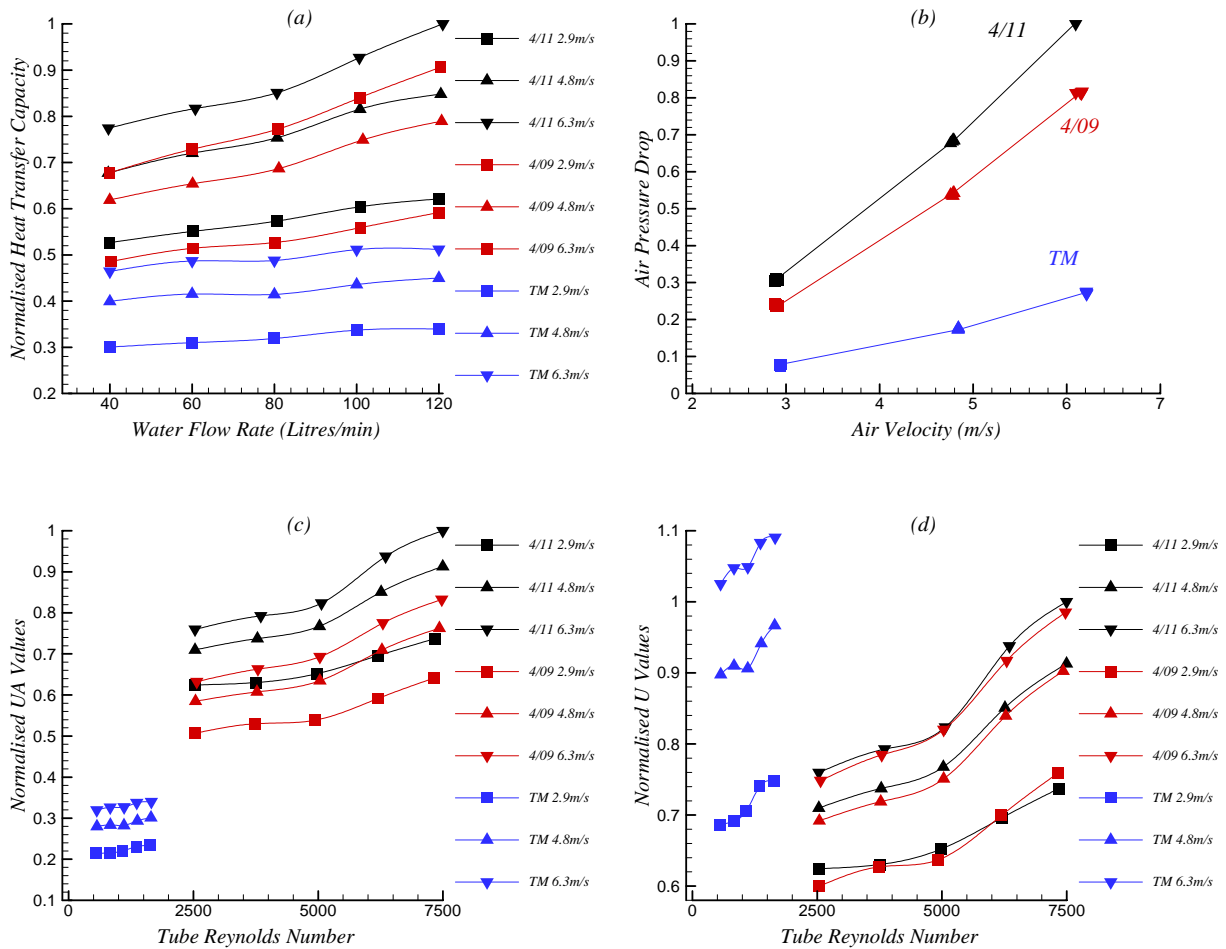 (a)
Normalised Heat Transfer Capacity
1
0.9
0.8
0.7
0.6
0.5
0.4
0.3
0.2
40
60
80
100
120
Water Flow Rate (Litres/min)
4/11 2.9m/s
4/11 4.8m/s
4/11 6.3m/s
4/09 2.9m/s
4/09 4.8m/s
4/09 6.3m/s
TM 2.9m/s
TM 4.8m/s
TM 6.3m/s
(b)
Air Pressure Drop
1
0.9
0.8
0.7
0.6
0.5
0.4
0.3
0.2
0.1
0
2
3
4
5
6
7
Air Velocity (m/s)
4/11
4/09
TM
(c)
Normalised UA Values
1
0.9
0.8
0.7
0.6
0.5
0.4
0.3
0.2
0.1
0
2500
5000
7500
Tube Reynolds Number
4/11 2.9m/s
4/11 4.8m/s
4/11 6.3m/s
4/09 2.9m/s
4/09 4.8m/s
4/09 6.3m/s
TM 2.9m/s
TM 4.8m/s
TM 6.3m/s
(d)
Normalised U Values
1.1
1
0.9
0.8
0.7
0.6
0
2500
5000
7500
Tube Reynolds Number
4/11 2.9m/s
4/11 4.8m/s
4/11 6.3m/s
4/09 2.9m/s
4/09 4.8m/s
4/09 6.3m/s
TM 2.9m/s
TM 4.8m/s
TM 6.3m/s